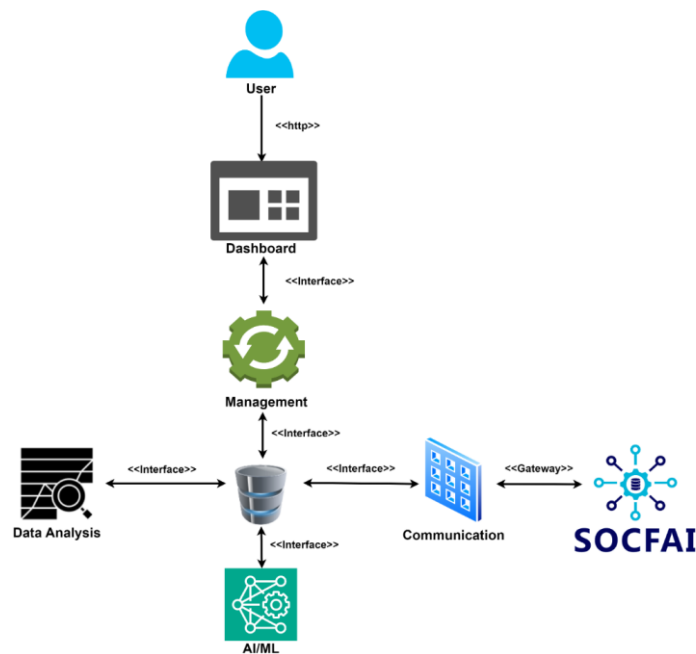 User
<<http>>
Dashboard
<<Interface>>
Management
<<Interface>>
<<Interface>>
<<Interface>>
<<Gateway>>
Data Analysis
Communication
SOCFAI
<<Interface>>
AI/ML